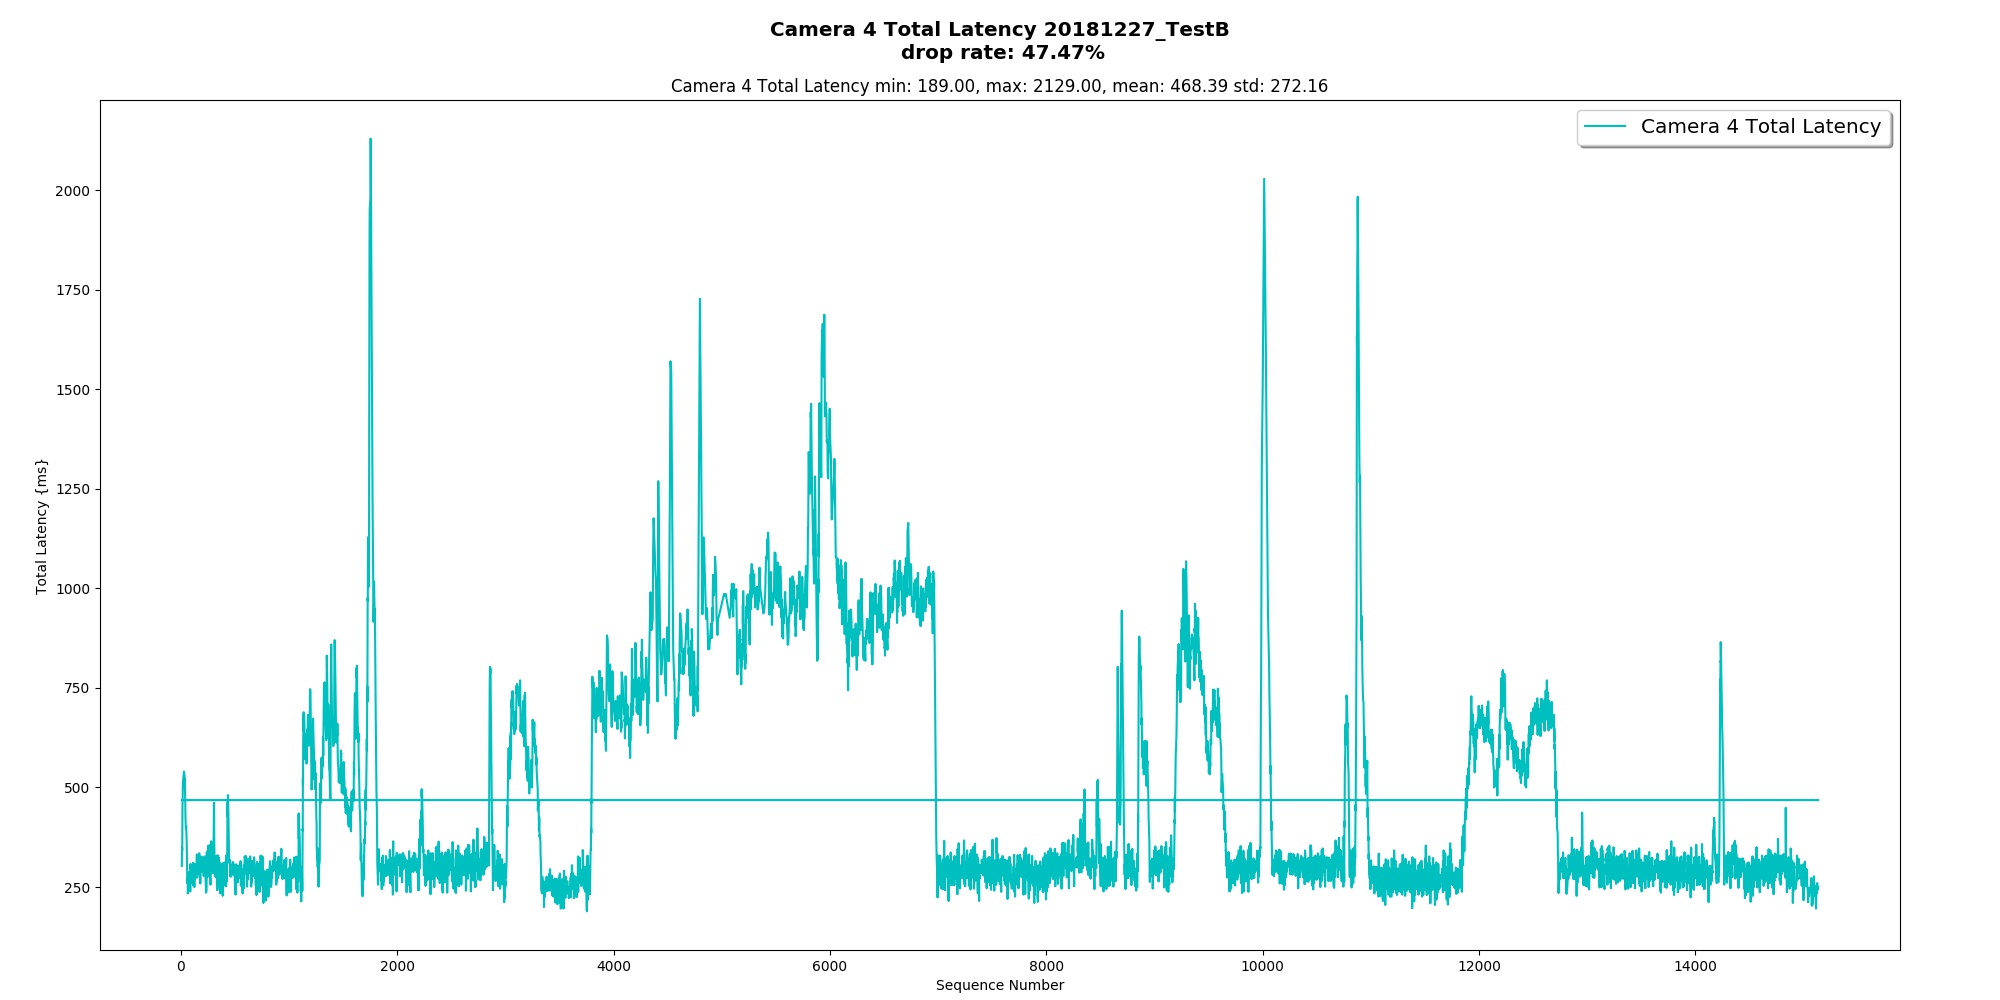 Camera 4 Total Latency 20181227_TestB
drop rate: 47.47%
Camera 4 Total Latency min: 189.00, max: 2129.00, mean: 468.39 std: 272.16
Camera 4 Total Latency
2000
1750
1500
1250
1000
750
500
250
Total Latency {ms}
0 2000 4000 6000 8000 10000 12000 14000
Sequence Number